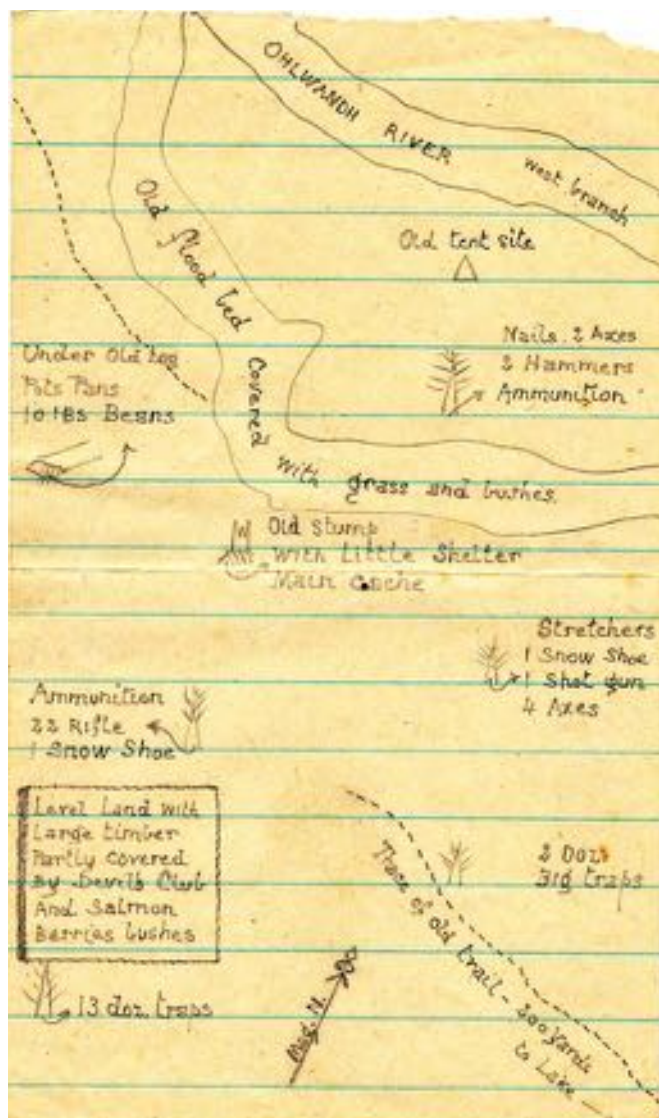 OHLWANDH RIVER west branch
Old tent site
Old flood bed covered with grass and bushes.
Nails 2 Axes
2 Hammers
Ammunition
Under Old Log
Pots Pans
10 lBs Beans
Old stump
With Little Shelter
Main cache
Stretchers
1 Snow Shoe
1 Shot gun
4 Axes
Ammunition
22 Rifle
1 Snow Shoe
Level Land with
Large timber
Partly Covered
By Devils Club
And Salmon
Berries bushes
2 Doz.
Big traps
Trace of old trail - 200 yards
to Lake
13 doz. traps
Mag. N.